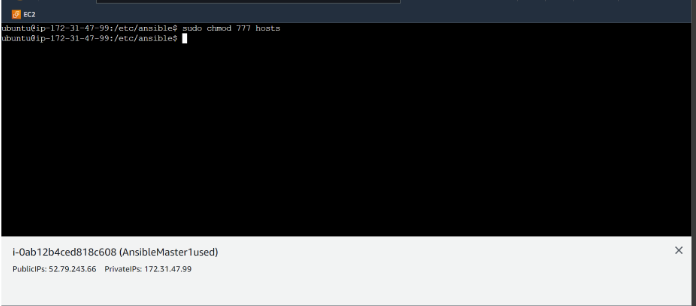 EC2
ubuntu@ip-172-31-47-99:/etc/ansible$ sudo chmod 777 hosts
ubuntu@ip-172-31-47-99:/etc/ansible$
i-0ab12b4ced818c608 (AnsibleMaster1used)
PublicIPs: 52.79.243.66 PrivateIPs: 172.31.47.99